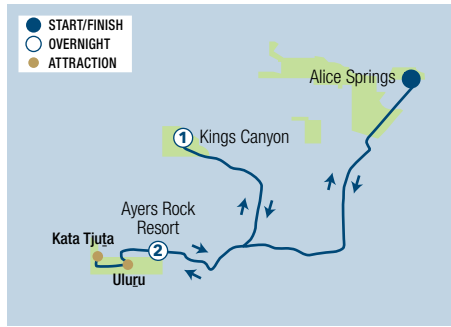 START/FINISH
OVERNIGHT
ATTRACTION
Alice Springs
1
Kings Canyon
Ayers Rock
Resort
2
Kata Tjuṯa
Uluṟu